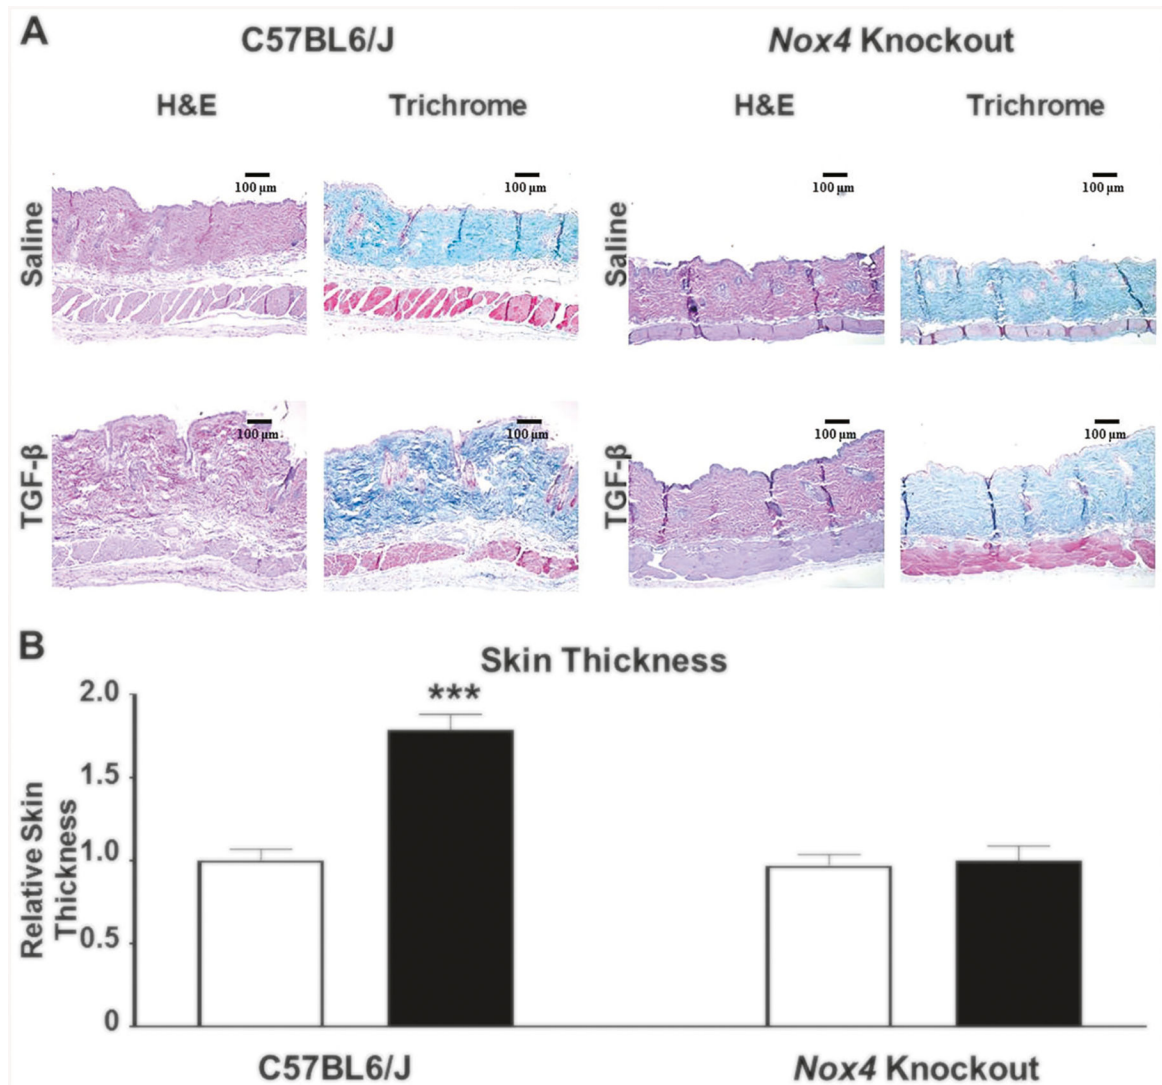 A
C57BL6/J
Nox4 Knockout
H&E
Trichrome
H&E
Trichrome
Saline
100 µm
100 µm
Saline
100 µm
100 µm
TGF-β
100 µm
100 µm
TGF-β
100 µm
100 µm
B
Skin Thickness
Relative Skin
Thickness
2.0
1.5
1.0
0.5
0
***
C57BL6/J
Nox4 Knockout